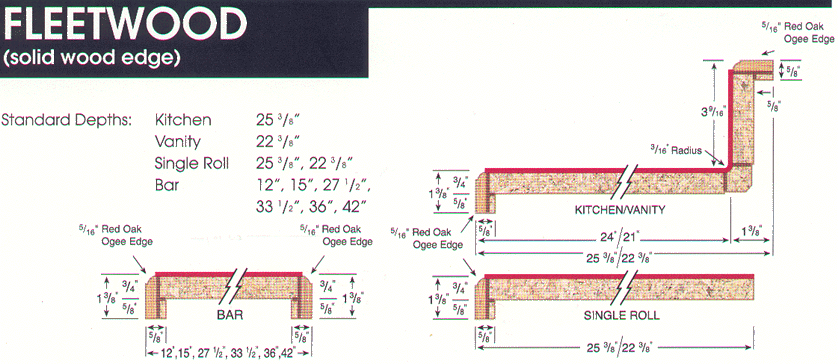 FLEETWOOD
(solid wood edge)
Standard Depths: Kitchen 25 3/8"
Vanity 22 3/8"
Single Roll 25 3/8", 22 3/8"
Bar 12", 15", 27 1/2",
33 1/2", 36", 42"
5/16" Red Oak
Ogee Edge
5/8"
5/8"
3 9/16"
3/16" Radius
1 3/8"
3/4"
5/8"
5/8"
KITCHEN/VANITY
24"/21"
1 3/8"
25 3/8"/22 3/8"
5/16" Red Oak
Ogee Edge
5/16" Red Oak
Ogee Edge
1 3/8"
3/4"
5/8"
BAR
3/4"
5/8"
1 3/8"
5/8"
5/8"
12",15", 27 1/2", 33 1/2", 36",42"
5/16" Red Oak
Ogee Edge
1 3/8"
3/4"
5/8"
SINGLE ROLL
5/8"
25 3/8"/22 3/8"